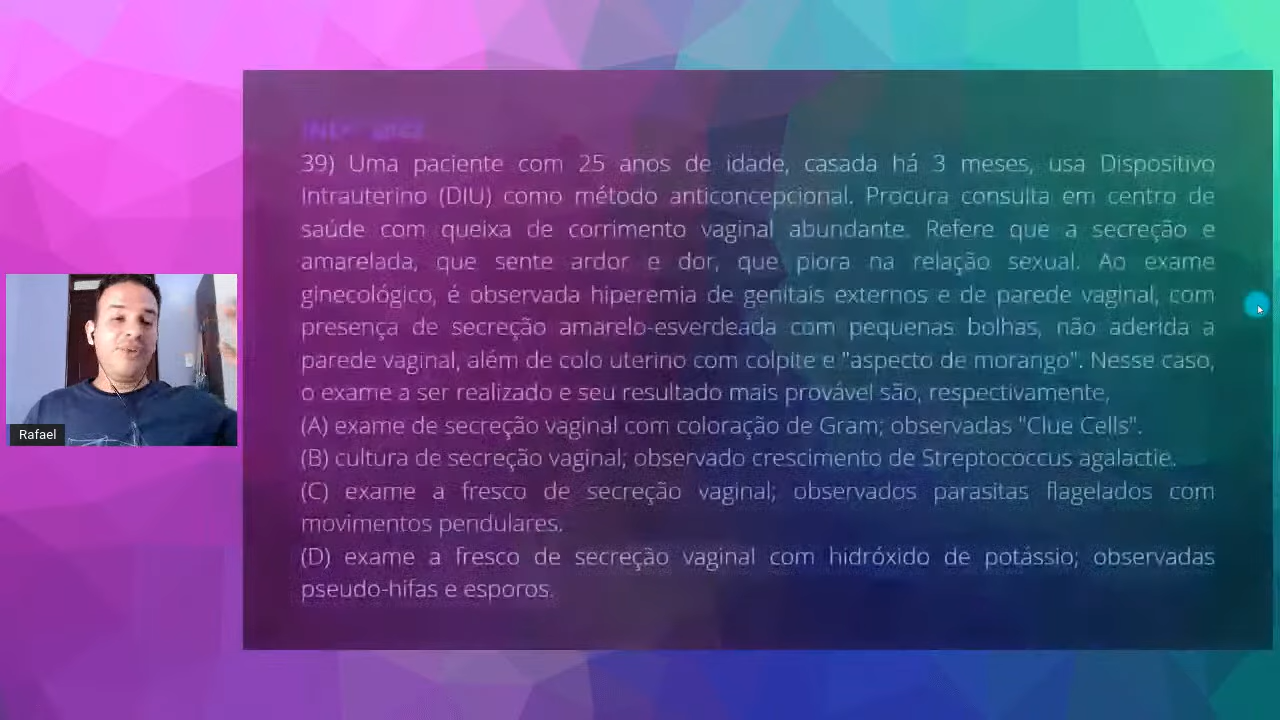 39) Uma paciente com 25 anos de idade, casada há 3 meses, usa Dispositivo
Intrauterino (DIU) como método anticoncepcional. Procura consulta em centro de
saúde com queixa de corrimento vaginal abundante. Refere que a secreção e
amarelada, que sente ardor e dor, que piora na relação sexual. Ao exame
ginecológico, é observada hiperemia de genitais externos e de parede vaginal, com
presença de secreção amarelo-esverdeada com pequenas bolhas, não aderida a
parede vaginal, além de colo uterino com colpite e "aspecto de morango". Nesse caso,
o exame a ser realizado e seu resultado mais provável são, respectivamente,
(A) exame de secreção vaginal com coloração de Gram; observadas "Clue Cells".
(B) cultura de secreção vaginal; observado crescimento de Streptococcus agalactie.
(C) exame a fresco de secreção vaginal; observados parasitas flagelados com
movimentos pendulares.
(D) exame a fresco de secreção vaginal com hidróxido de potássio; observadas
pseudo-hifas e esporos.
Rafael